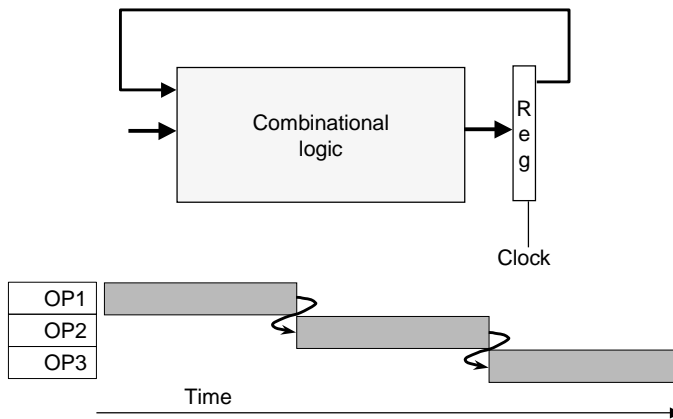 Combinational
logic
R
e
g
Clock
OP1
OP2
OP3
Time